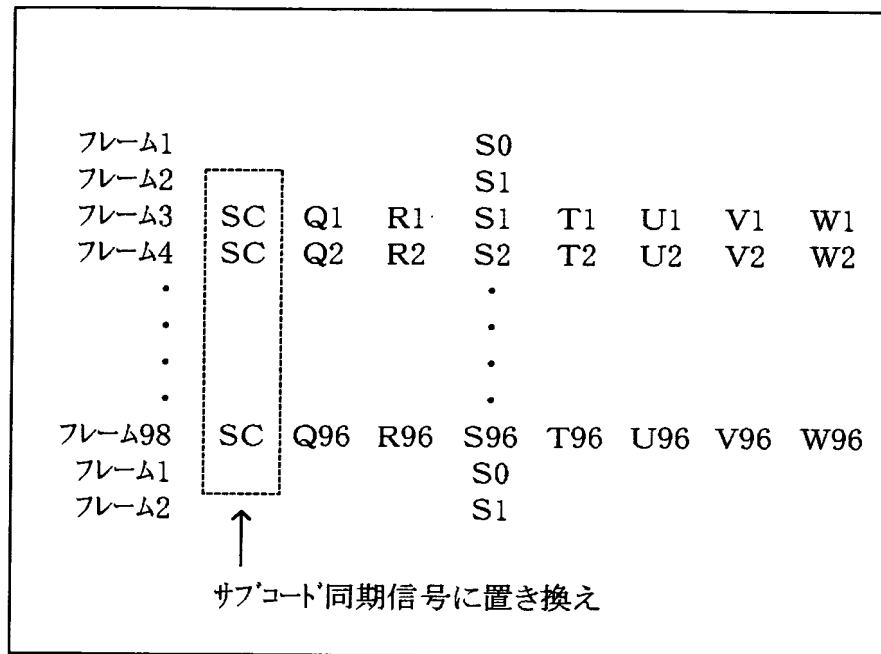 フレーム1 S0
フレーム2 S1
フレーム3 SC Q1 R1 S1 T1 U1 V1 W1
フレーム4 SC Q2 R2 S2 T2 U2 V2 W2
・ ・
・ ・
・ ・
・ ・
フレーム98 SC Q96 R96 S96 T96 U96 V96 W96
フレーム1 S0
フレーム2 S1
サブコード同期信号に置き換え